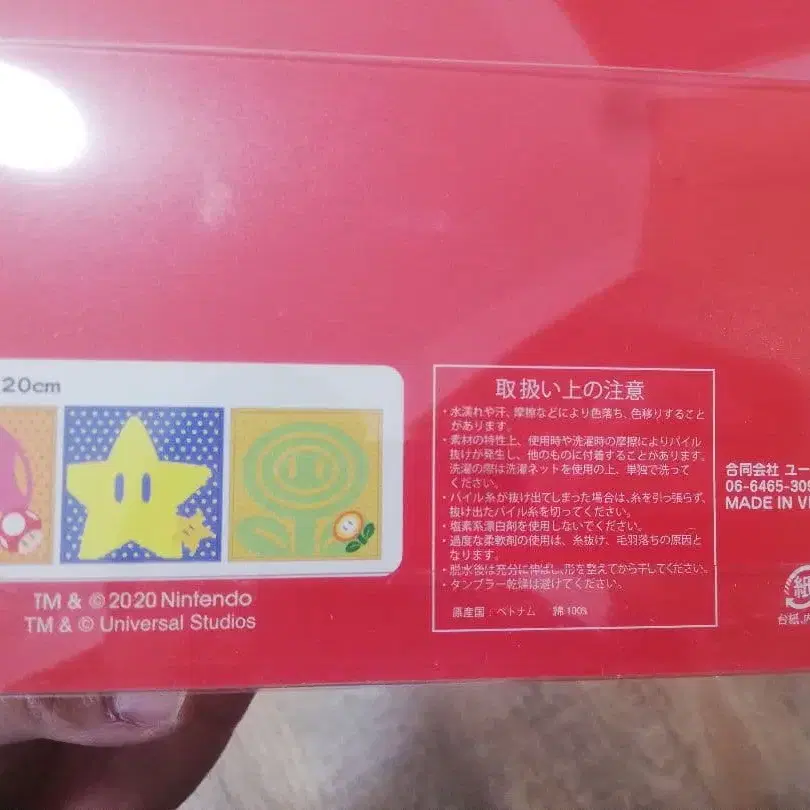 20cm
TM & ©2020 Nintendo
TM & © Universal Studios
取扱い上の注意
・水濡れや汗、摩擦などにより色落ち、色移りすること
があります。
・素材の特性上、使用時や洗濯時の摩擦によりパイル
抜けが発生し、他のものに付着することがあります。
洗濯の際は洗濯ネットを使用の上、単独で洗って
ください。
・パイル糸が抜け出てしまった場合は、糸を引っ張らず、
抜け出たパイル糸を切ってください。
・塩素系漂白剤を使用しないでください。
・過度な柔軟剤の使用は、糸抜け、毛羽落ちの原因と
なります。
・脱水後は充分に伸ばし、形を整えてから干してください。
・タンブラー乾燥は避けてください。
原産国：ベトナム 綿100%
合同会社 ユー
06-6465-309
MADE IN V
紙
台紙、内